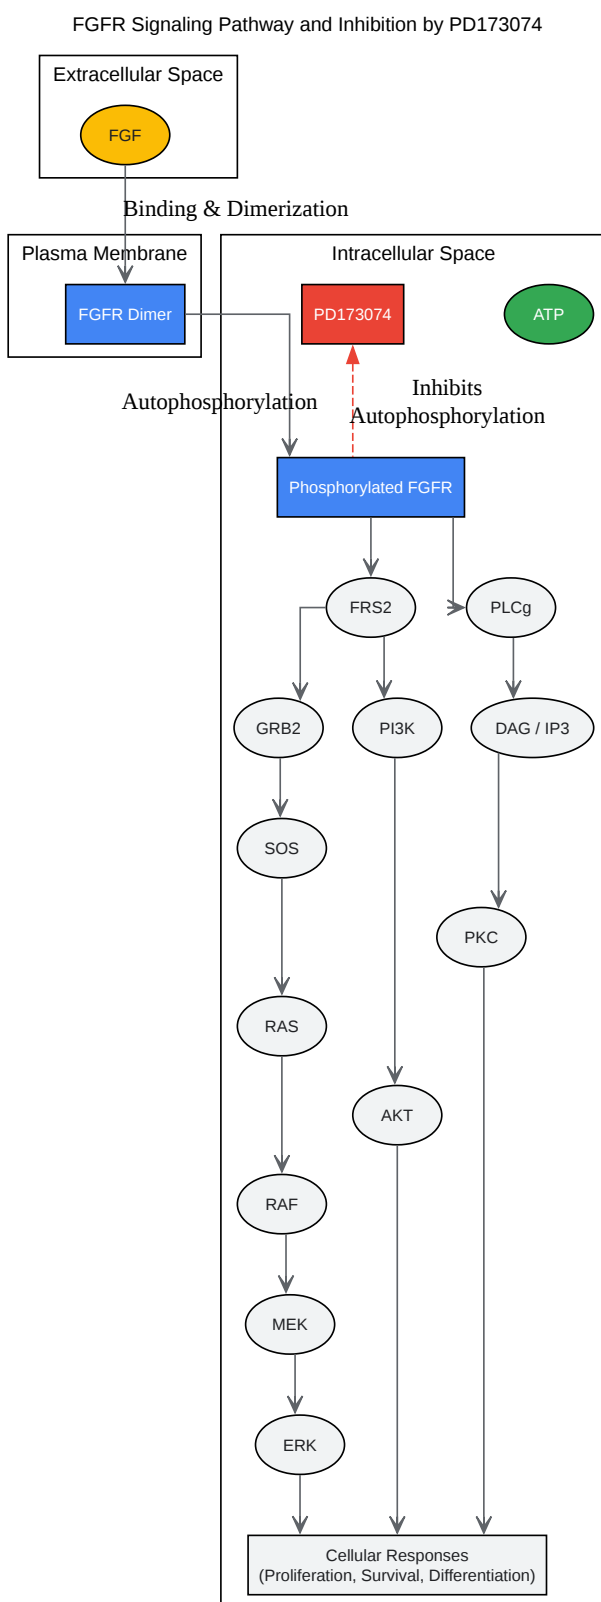 FGFR Signaling Pathway and Inhibition by PD173074
Extracellular Space
FGF
Binding & Dimerization
Plasma Membrane
Intracellular Space
FGFR Dimer
PD173074
ATP
Autophosphorylation
Inhibits
Autophosphorylation
Phosphorylated FGFR
FRS2
PLCg
GRB2
PI3K
DAG / IP3
SOS
PKC
RAS
AKT
RAF
MEK
ERK
Cellular Responses
(Proliferation, Survival, Differentiation)